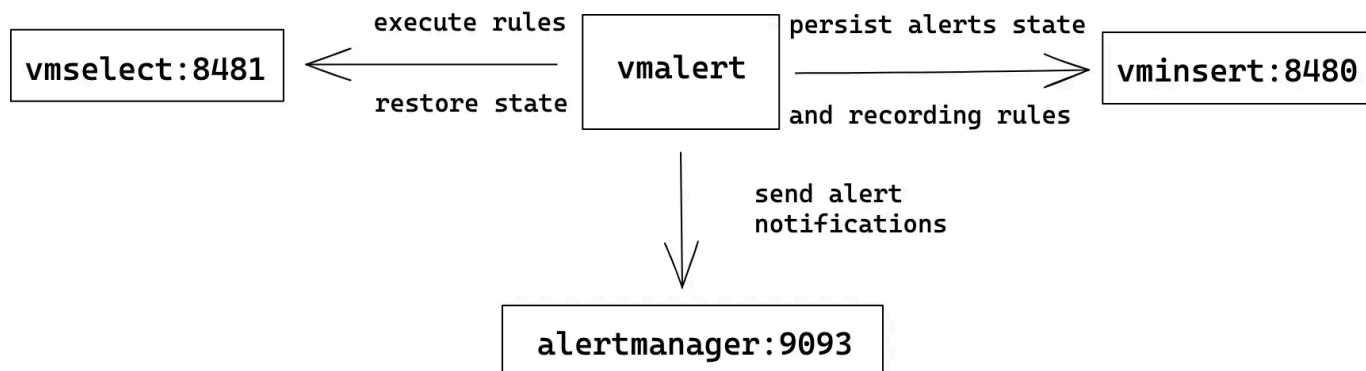 execute rules
vmselect:8481
restore state
vmalert
persist alerts state
and recording rules
vminsert:8480
send alert
notifications
alertmanager:9093